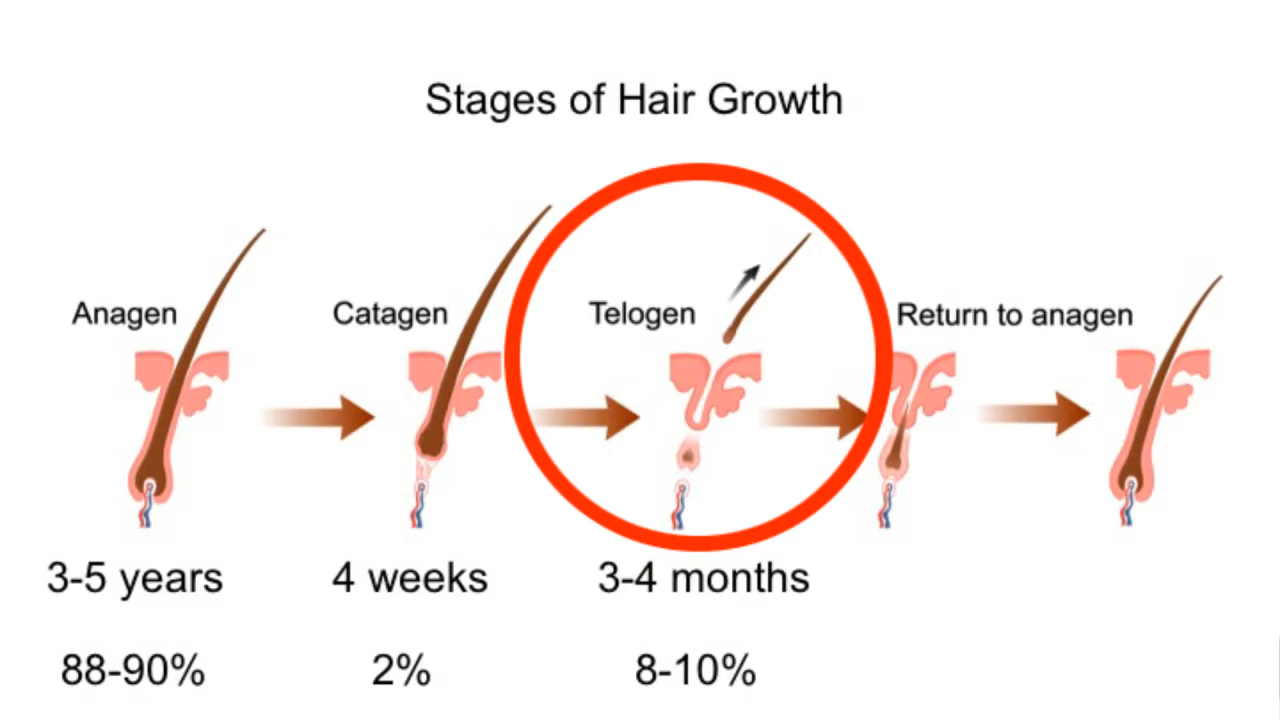 Stages of Hair Growth
Anagen
Catagen
Telogen
Return to anagen
3-5 years
4 weeks
3-4 months
88-90%
2%
8-10%